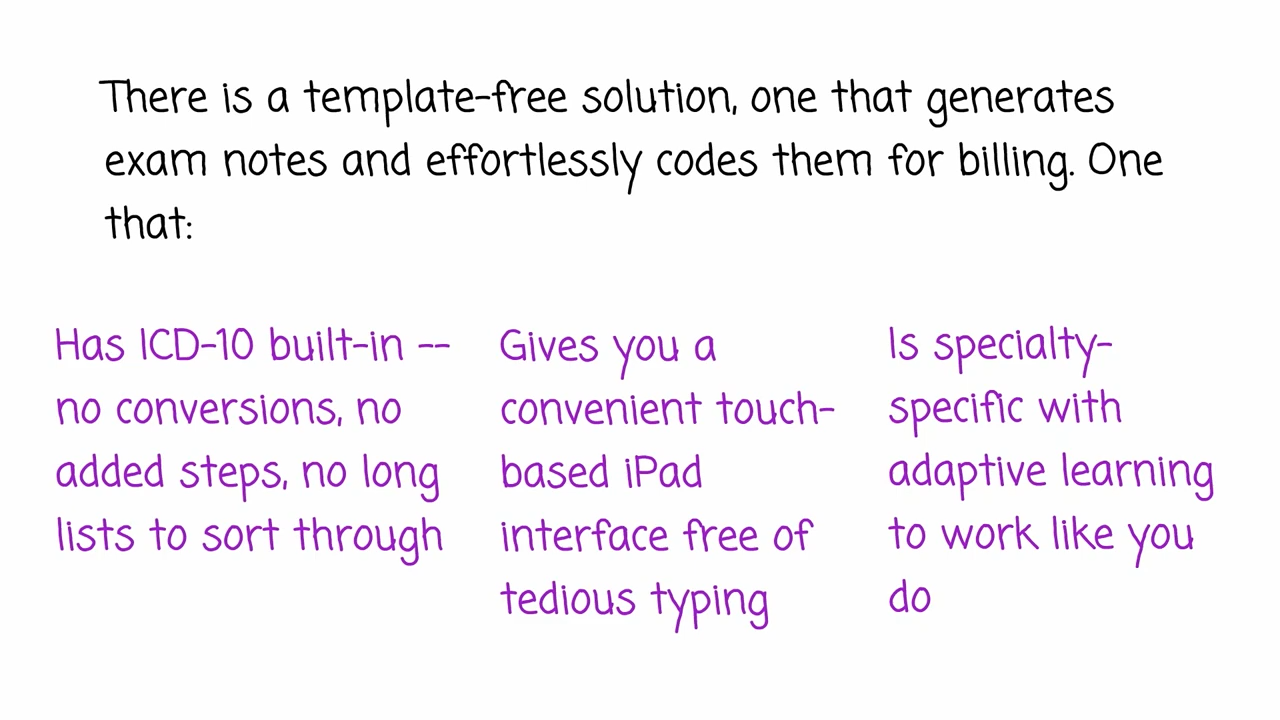 There is a template-free solution, one that generates
exam notes and effortlessly codes them for billing. One
that:
Has ICD-10 built-in --
no conversions, no
added steps, no long
lists to sort through
Gives you a
convenient touch-
based iPad
interface free of
tedious typing
Is specialty-
specific with
adaptive learning
to work like you
do